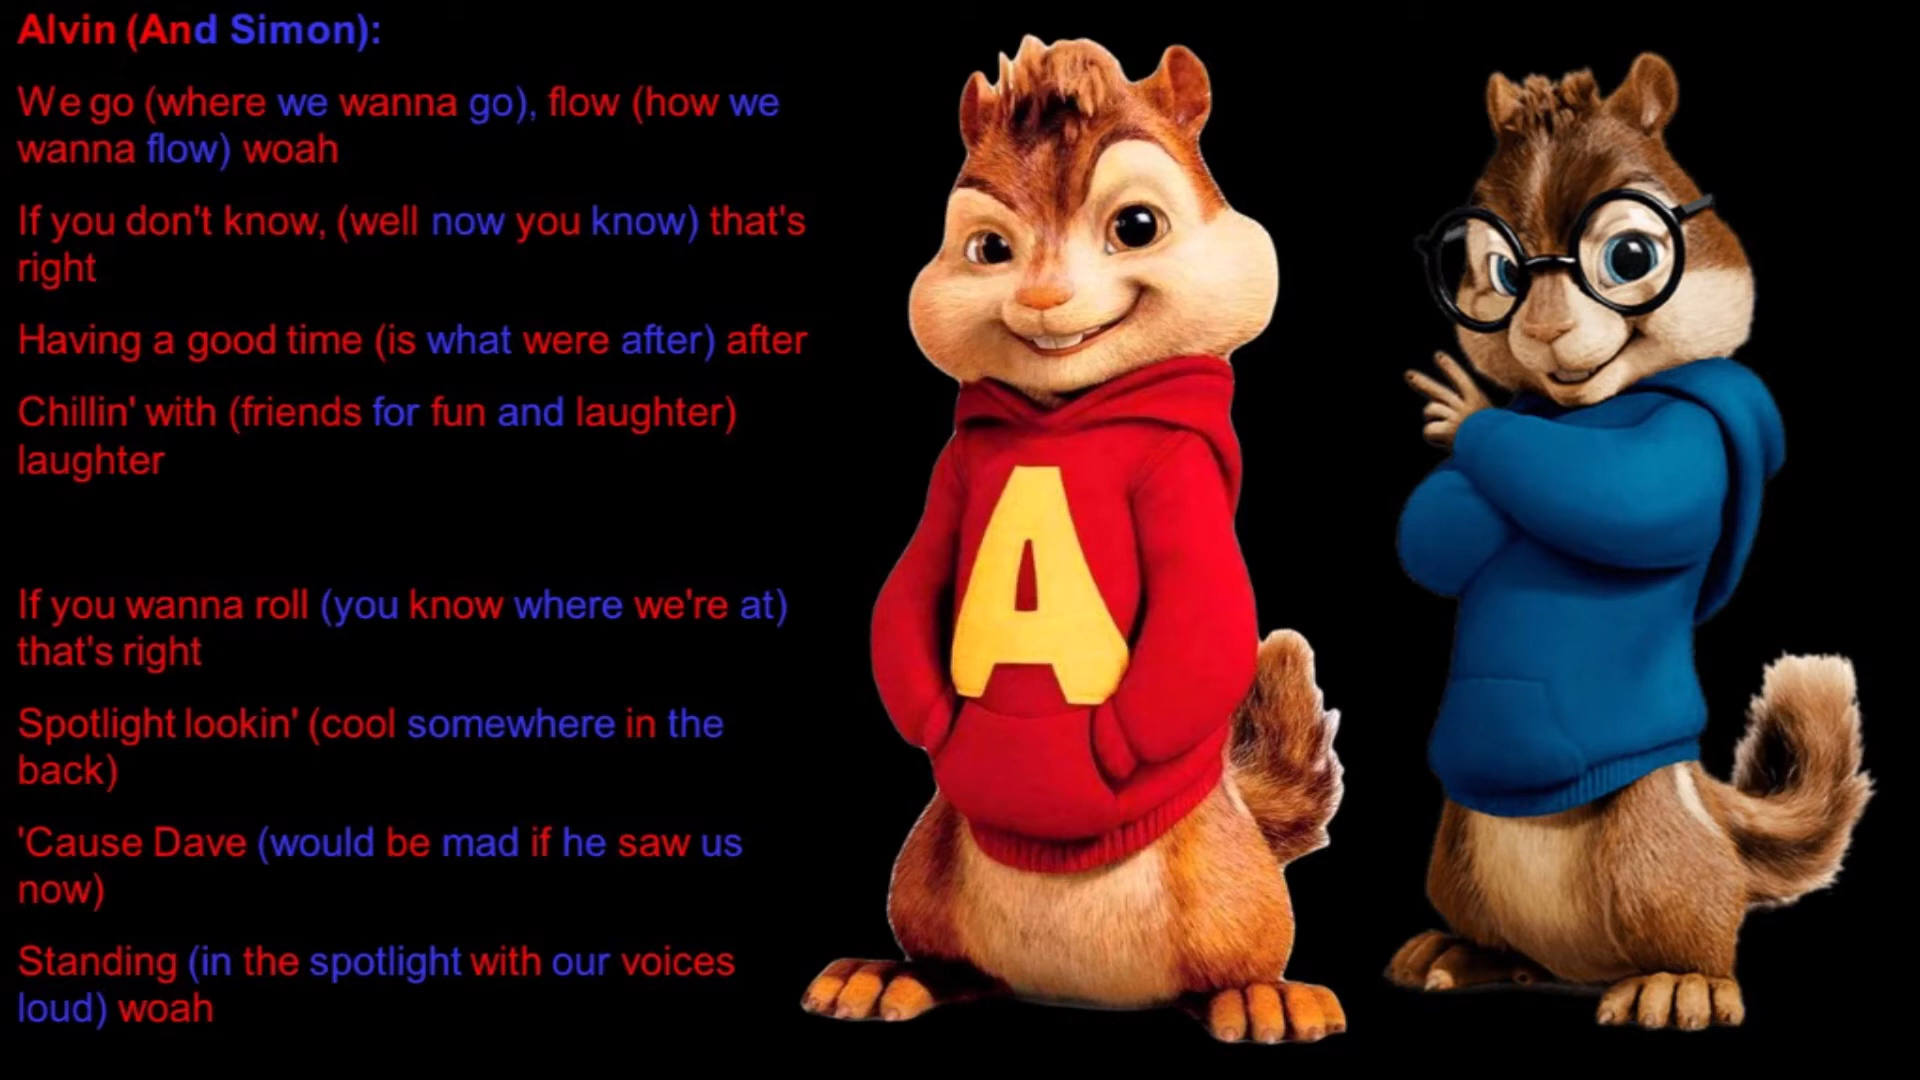 Alvin (And Simon):
We go (where we wanna go), flow (how we
wanna flow) woah
If you don't know, (well now you know) that's
right
Having a good time (is what were after) after
Chillin' with (friends for fun and laughter)
laughter
If you wanna roll (you know where we're at)
that's right
Spotlight lookin' (cool somewhere in the
back)
'Cause Dave (would be mad if he saw us
now)
Standing (in the spotlight with our voices
loud) woah
A